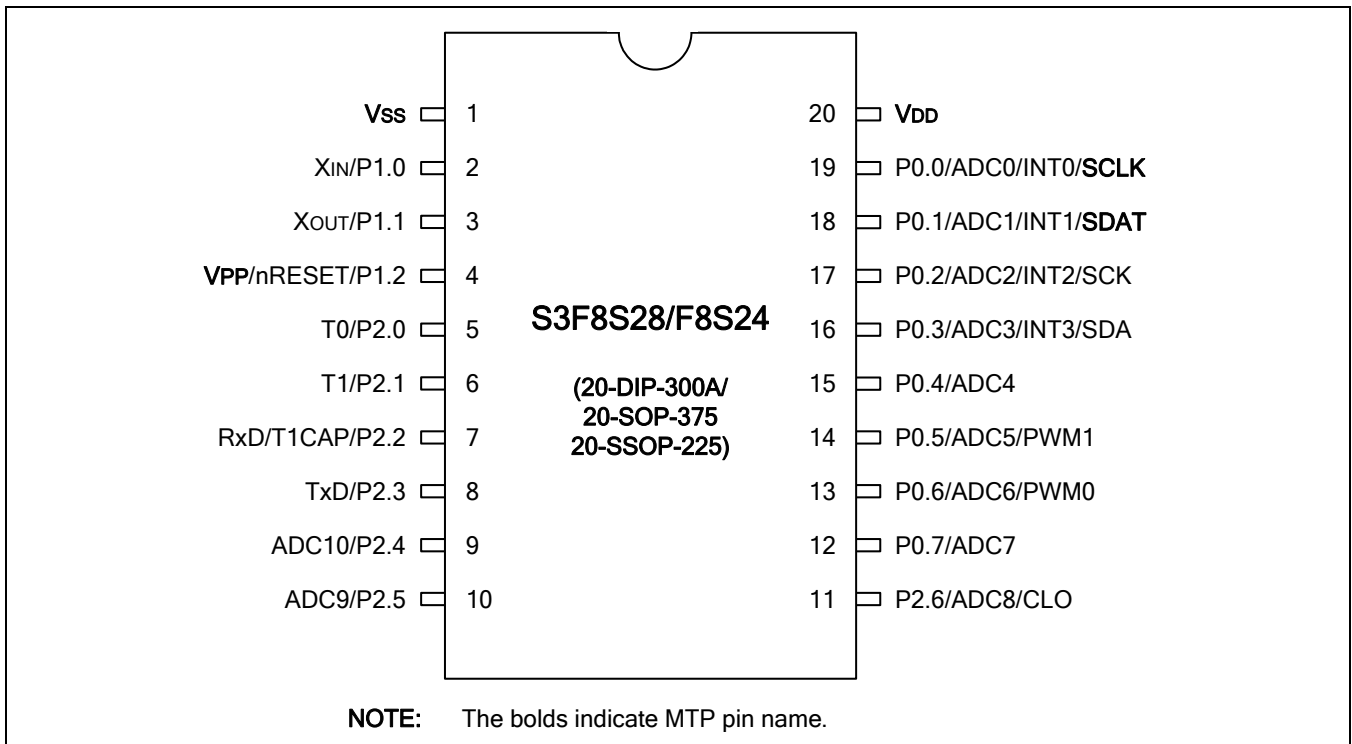 Vss 1 20 VDD
XIN/P1.0 2 19 P0.0/ADC0/INT0/SCLK
XOUT/P1.1 3 18 P0.1/ADC1/INT1/SDAT
VPP/nRESET/P1.2 4 17 P0.2/ADC2/INT2/SCK
T0/P2.0 5 16 P0.3/ADC3/INT3/SDA
T1/P2.1 6 15 P0.4/ADC4
RxD/T1CAP/P2.2 7 14 P0.5/ADC5/PWM1
TxD/P2.3 8 13 P0.6/ADC6/PWM0
ADC10/P2.4 9 12 P0.7/ADC7
ADC9/P2.5 10 11 P2.6/ADC8/CLO
S3F8S28/F8S24
(20-DIP-300A/
20-SOP-375
20-SSOP-225)
NOTE: The bolds indicate MTP pin name.